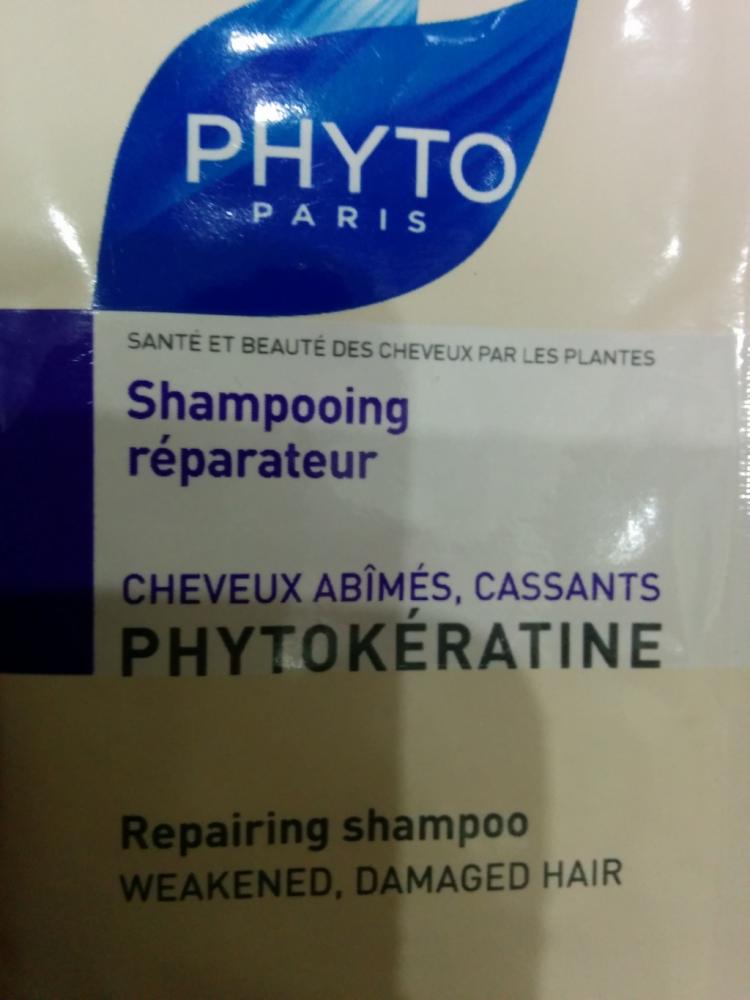 PHYTO
PARIS
SANTÉ ET BEAUTÉ DES CHEVEUX PAR LES PLANTES
Shampooing
réparateur
CHEVEUX ABÎMÉS, CASSANTS
PHYTOKÉRATINE
Repairing shampoo
WEAKENED, DAMAGED HAIR